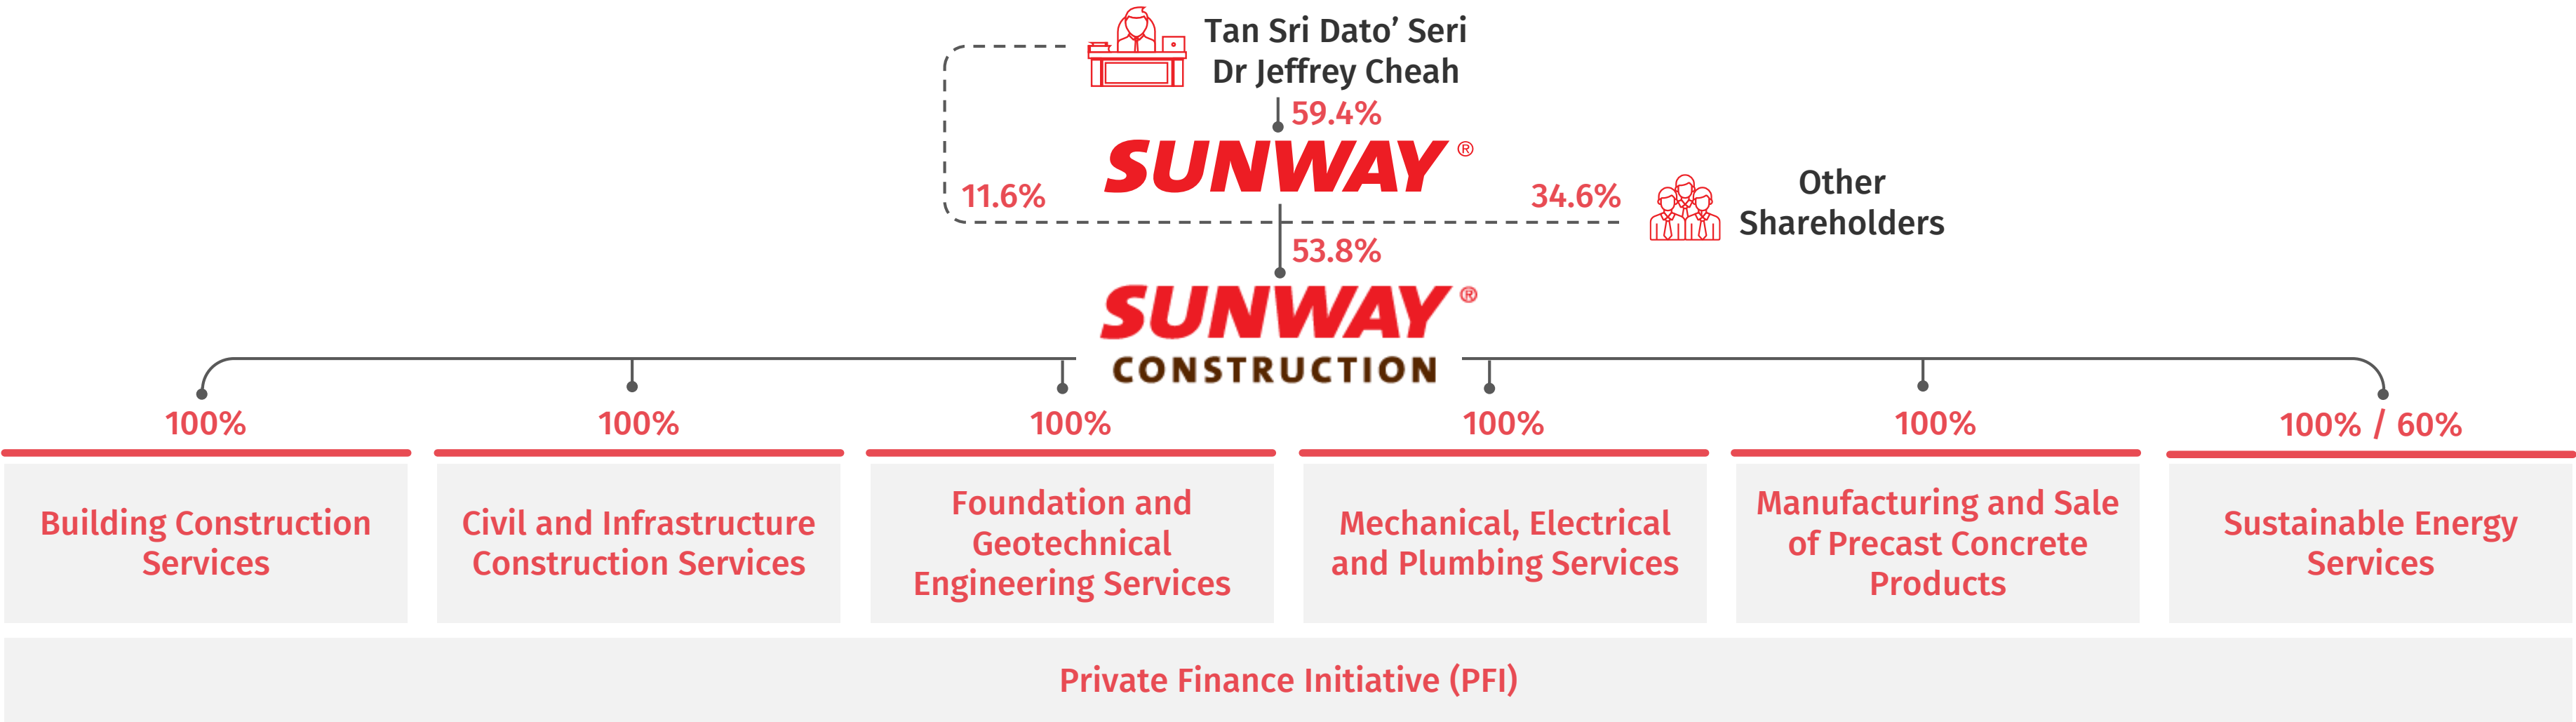 Tan Sri Dato’ Seri
Dr Jeffrey Cheah
59.4%
SUNWAY®
11.6%
34.6%
Other
Shareholders
53.8%
SUNWAY®
CONSTRUCTION
100%
100%
100%
100%
100%
100% / 60%
Building Construction
Services
Civil and Infrastructure
Construction Services
Foundation and
Geotechnical
Engineering Services
Mechanical, Electrical
and Plumbing Services
Manufacturing and Sale
of Precast Concrete
Products
Sustainable Energy
Services
Private Finance Initiative (PFI)